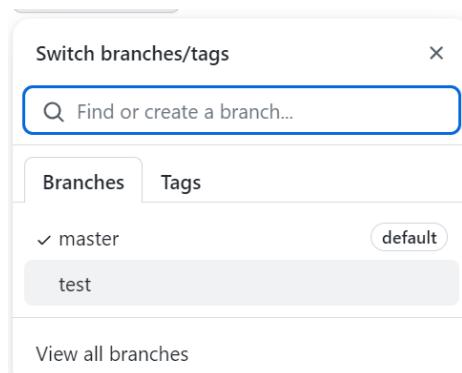 Switch branches/tags
Find or create a branch...
Branches Tags
master default
test
View all branches